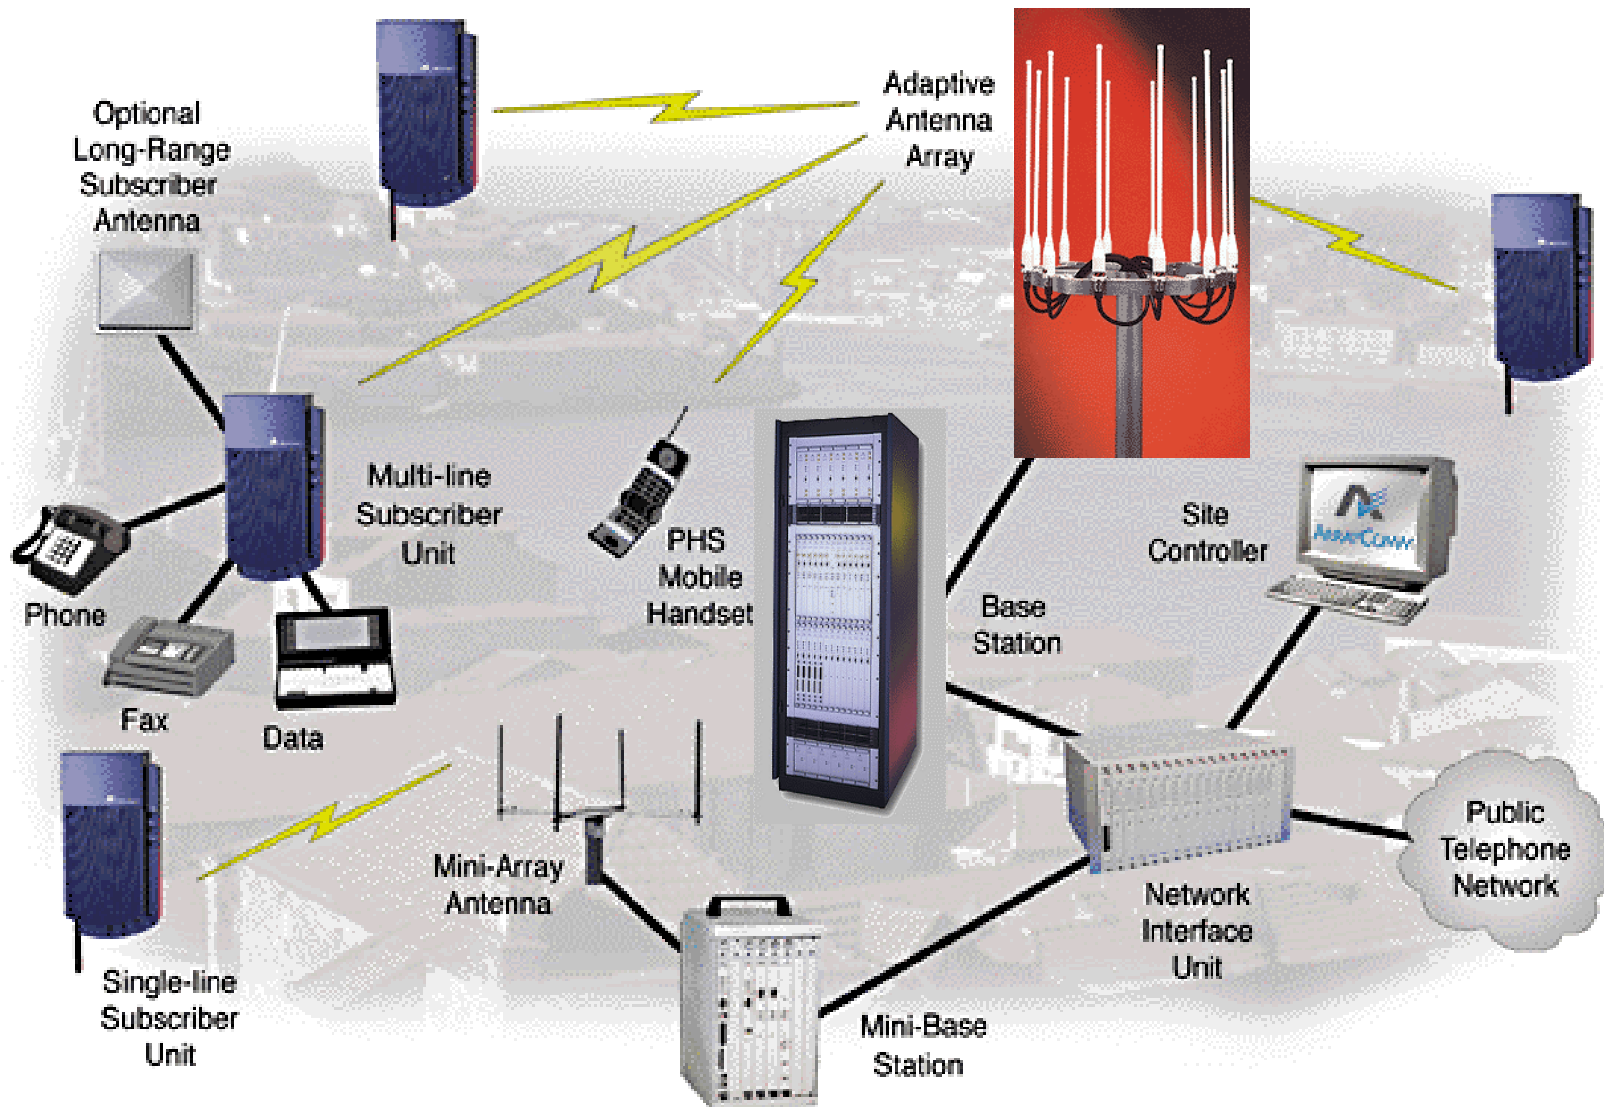 Optional
Long-Range
Subscriber
Antenna
Adaptive
Antenna
Array
Multi-line
Subscriber
Unit
PHS
Mobile
Handset
Site
Controller
ARRAYCOMM
Base
Station
Phone
Fax
Data
Mini-Array
Antenna
Network
Interface
Unit
Public
Telephone
Network
Single-line
Subscriber
Unit
Mini-Base
Station